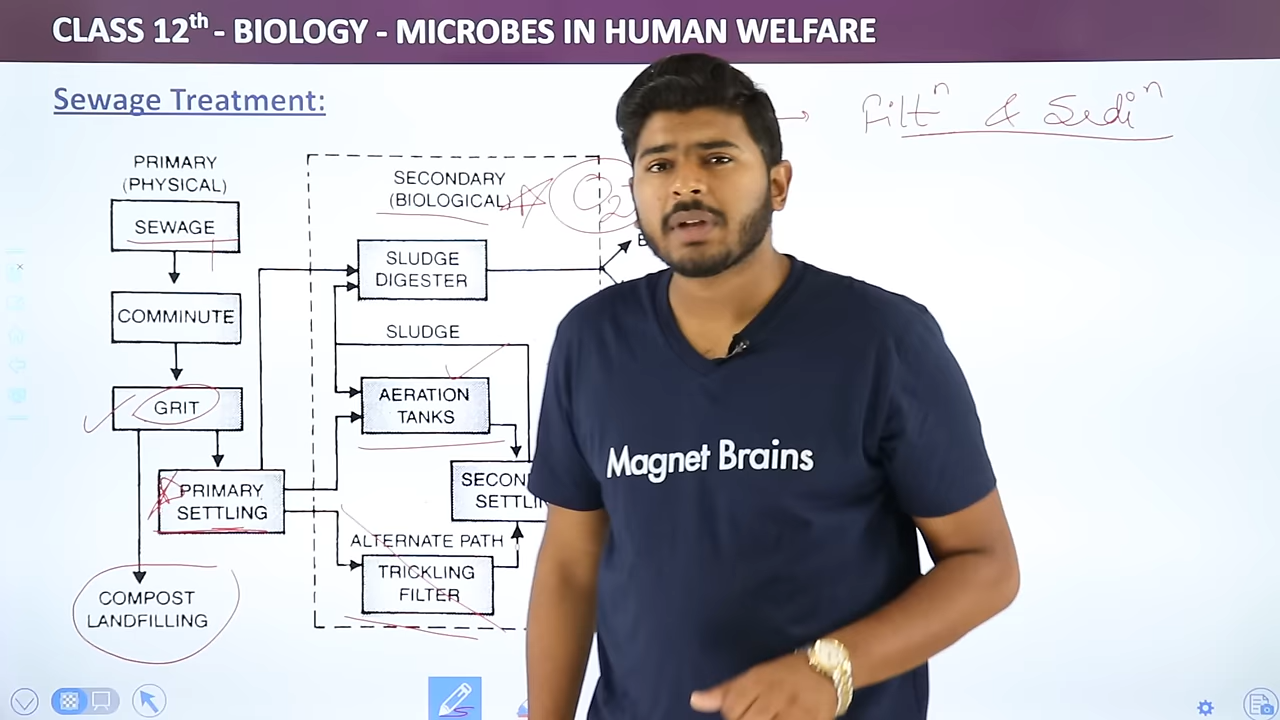 CLASS 12th - BIOLOGY - MICROBES IN HUMAN WELFARE
Sewage Treatment:
Filtⁿ & Sediⁿ
PRIMARY
(PHYSICAL)
SEWAGE
COMMINUTE
GRIT
PRIMARY
SETTLING
COMPOST
LANDFILLING
SECONDARY
(BIOLOGICAL)
O2
SLUDGE
DIGESTER
SLUDGE
AERATION
TANKS
ALTERNATE PATH
TRICKLING
FILTER
Magnet Brains